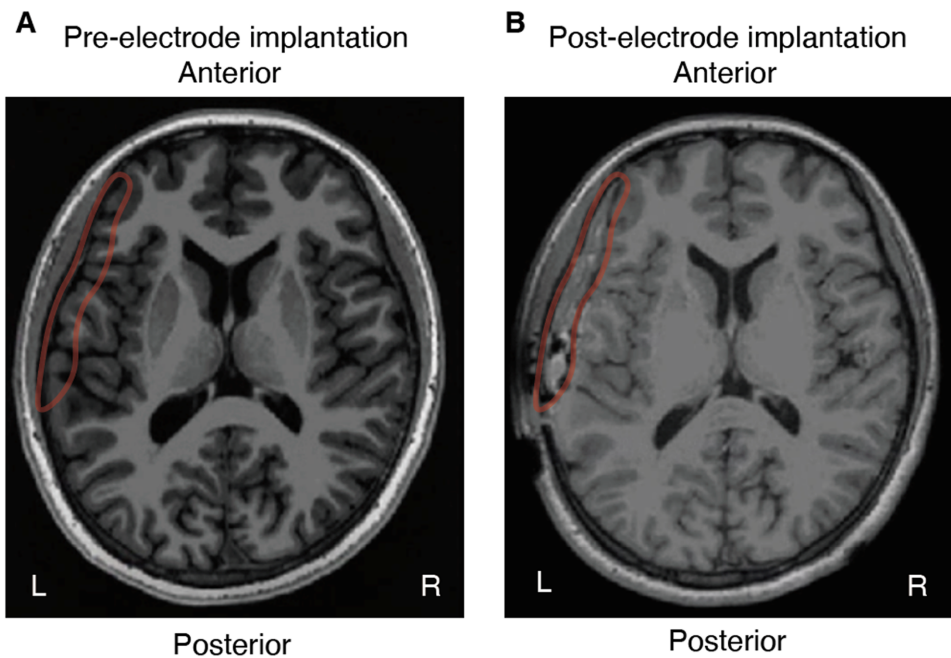 A
Pre-electrode implantation
Anterior
L
R
Posterior
B
Post-electrode implantation
Anterior
L
R
Posterior